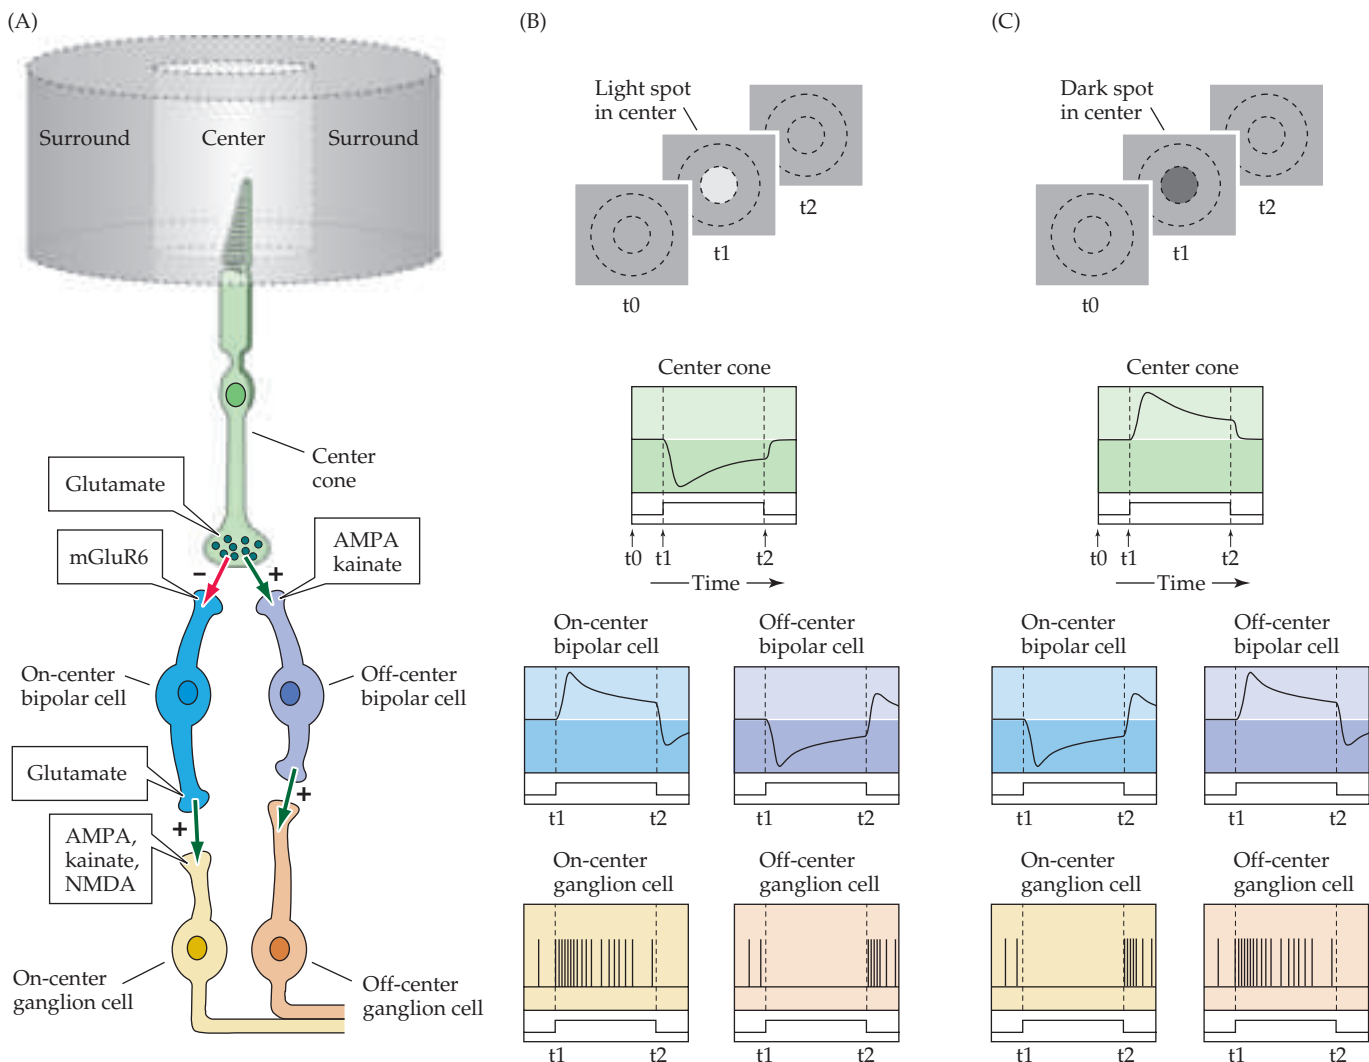 (A)
Surround
Center
Surround
Center
cone
Glutamate
mGluR6
AMPA
kainate
–
+
On-center
bipolar cell
Off-center
bipolar cell
Glutamate
+
+
AMPA,
kainate,
NMDA
On-center
ganglion cell
Off-center
ganglion cell
(B)
Light spot
in center
t0
t1
t2
Center cone
t0
t1
t2
Time
On-center
bipolar cell
t1
t2
Off-center
bipolar cell
t1
t2
On-center
ganglion cell
t1
t2
Off-center
ganglion cell
t1
t2
(C)
Dark spot
in center
t0
t1
t2
Center cone
t0
t1
t2
Time
On-center
bipolar cell
t1
t2
Off-center
bipolar cell
t1
t2
On-center
ganglion cell
t1
t2
Off-center
ganglion cell
t1
t2